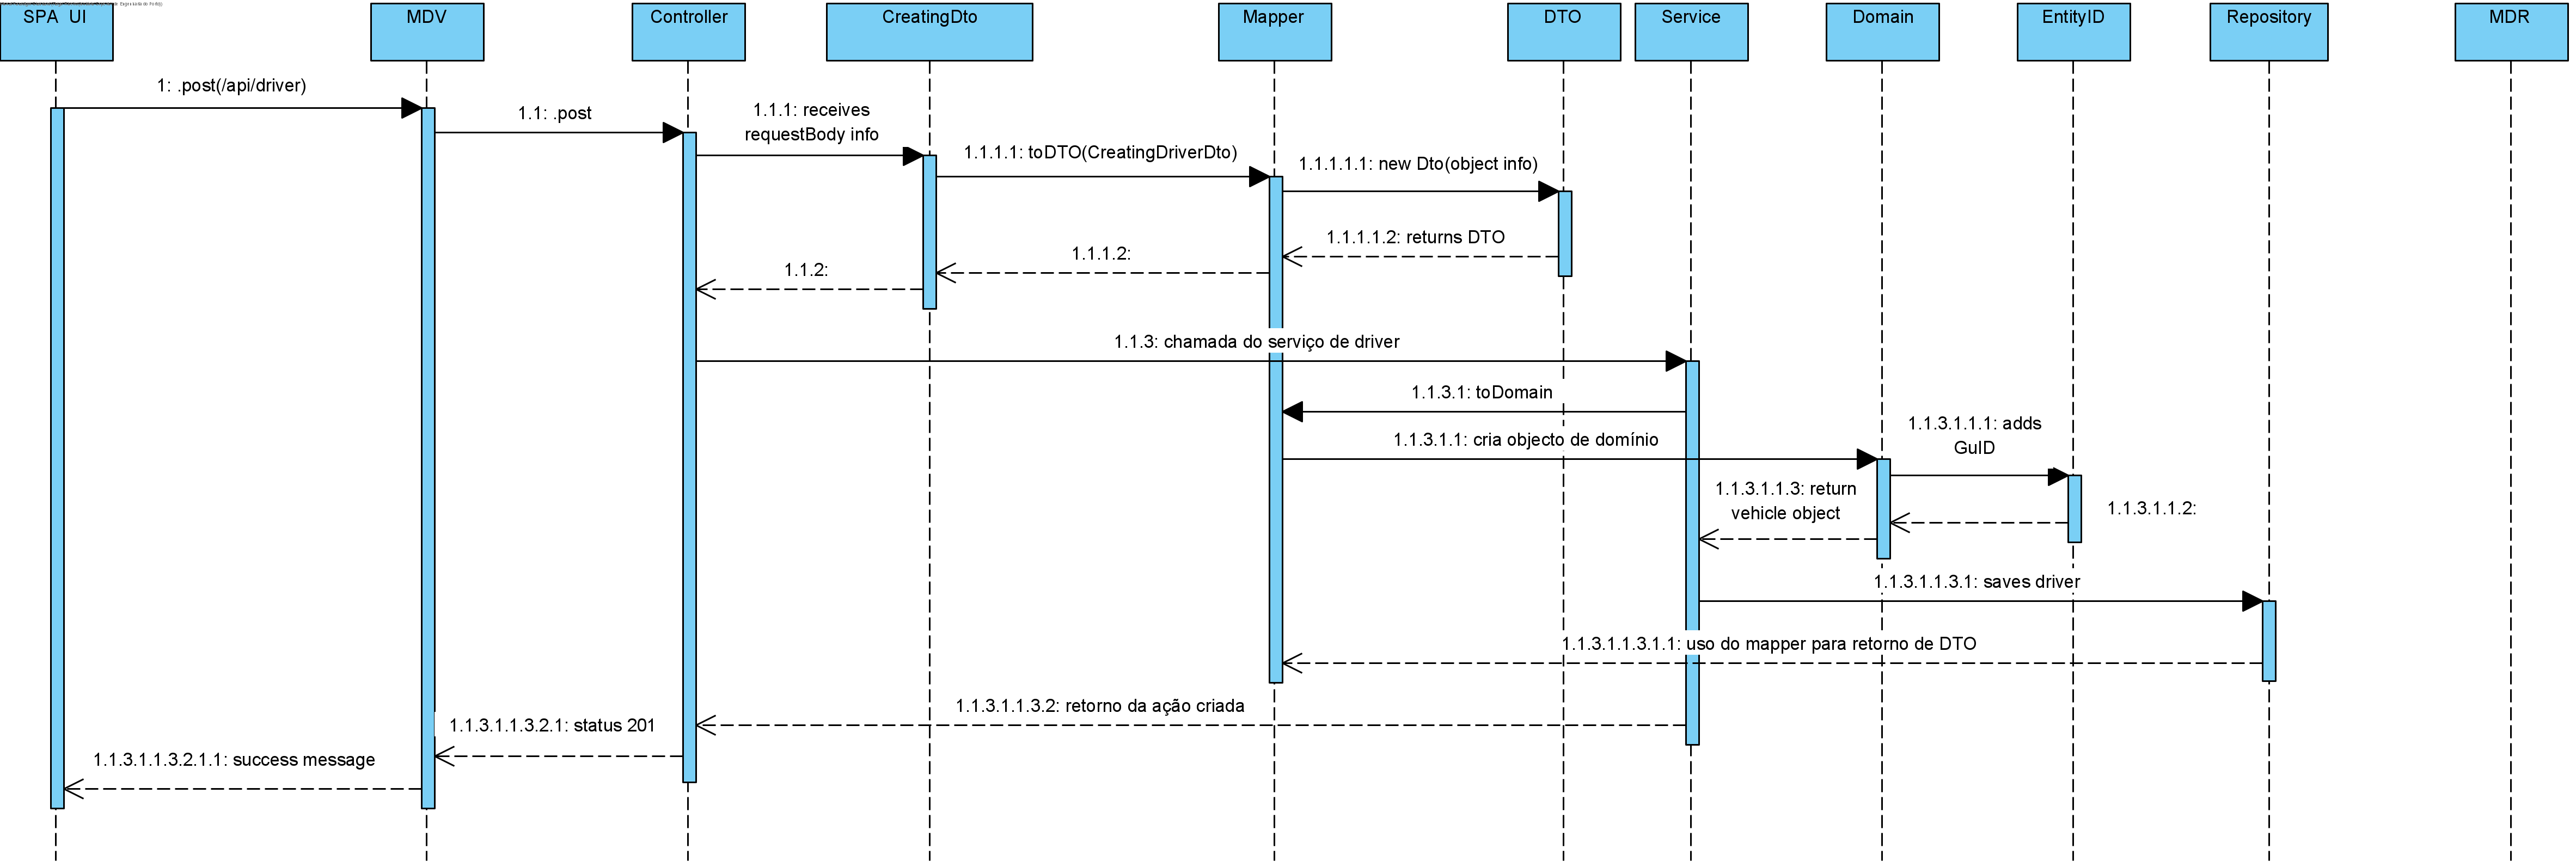 SPA UI
MDV
Controller
CreatingDto
Mapper
DTO
Service
Domain
EntityID
Repository
MDR
1: .post(/api/driver)
1.1: .post
1.1.1: receives
requestBody info
1.1.1.1: toDTO(CreatingDriverDto)
1.1.1.1.1: new Dto(object info)
1.1.1.1.2: returns DTO
1.1.1.2:
1.1.2:
1.1.3: chamada do serviço de driver
1.1.3.1: toDomain
1.1.3.1.1: cria objecto de domínio
1.1.3.1.1.1: adds
GuID
1.1.3.1.1.2:
1.1.3.1.1.3: return
vehicle object
1.1.3.1.1.3.1: saves driver
1.1.3.1.1.3.1.1: uso do mapper para retorno de DTO
1.1.3.1.1.3.2: retorno da ação criada
1.1.3.1.1.3.2.1: status 201
1.1.3.1.1.3.2.1.1: success message